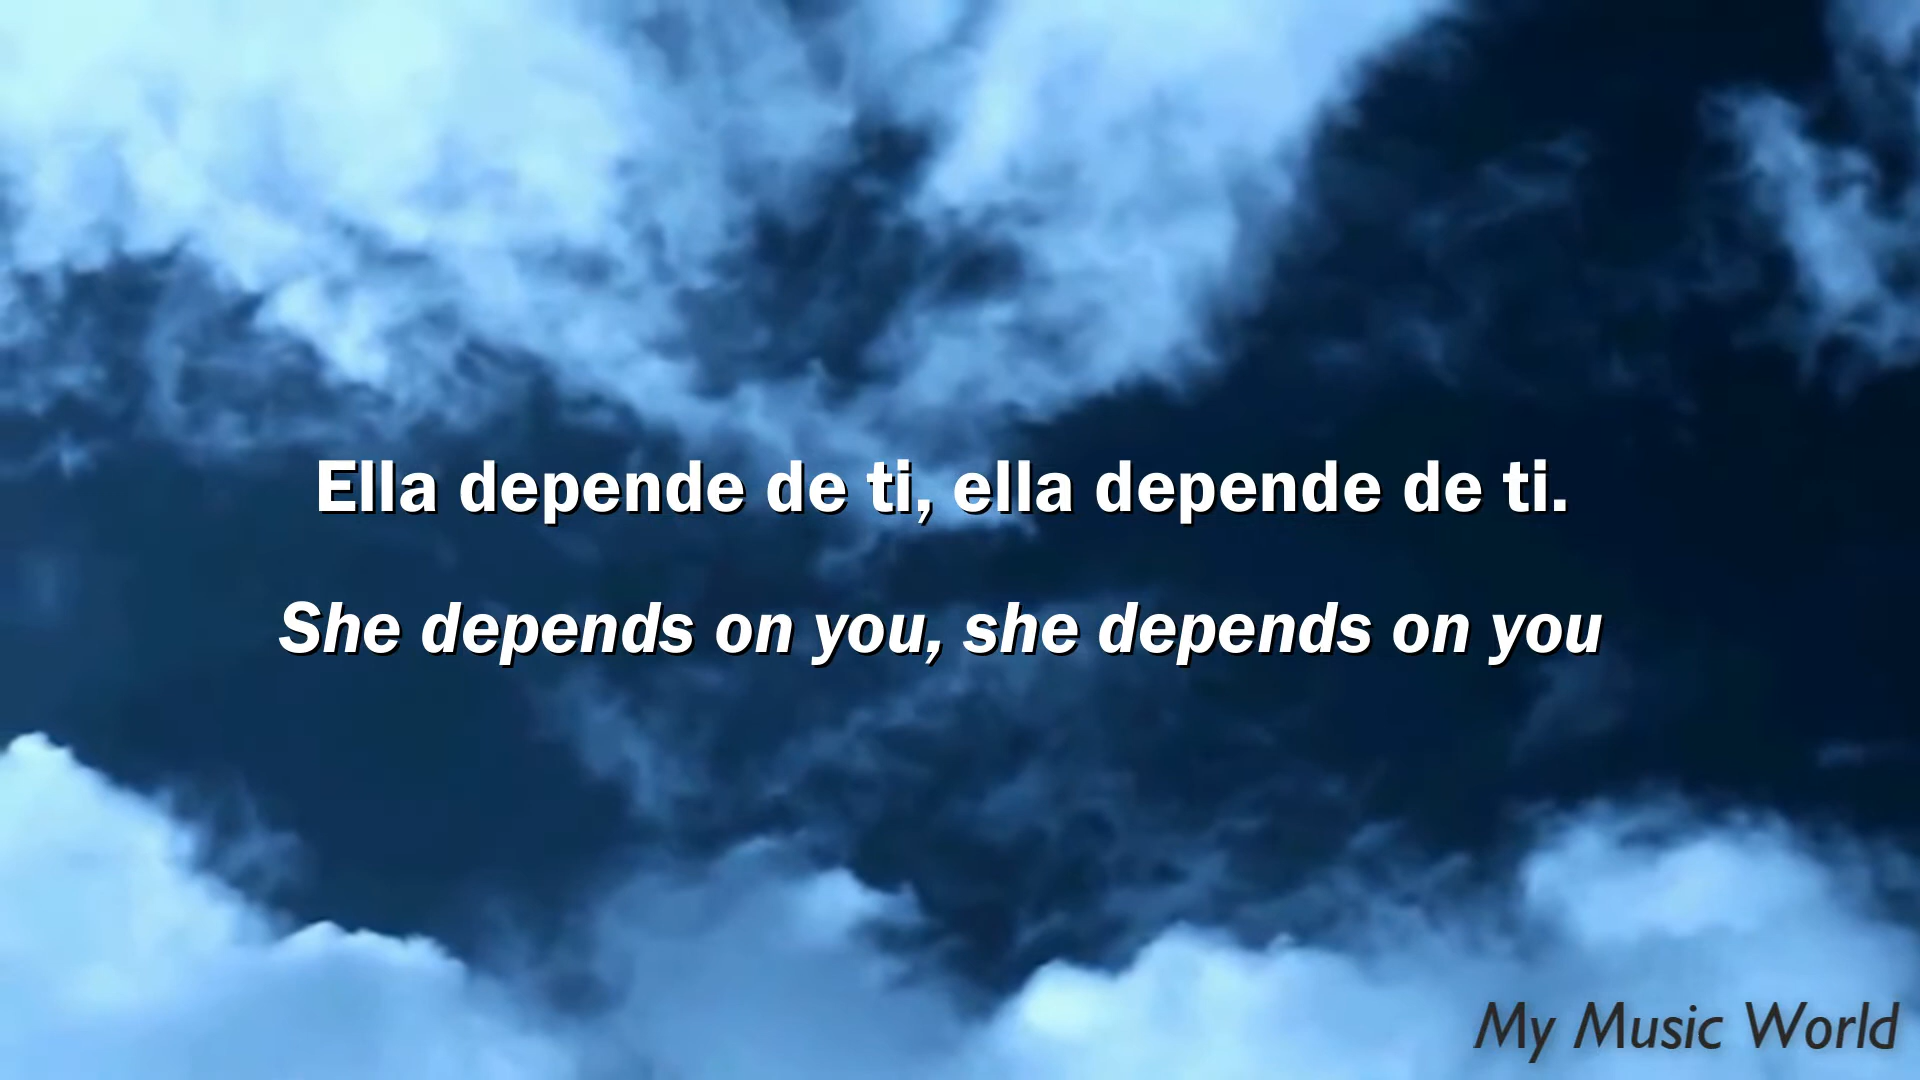 Ella depende de ti, ella depende de ti.
She depends on you, she depends on you
My Music World